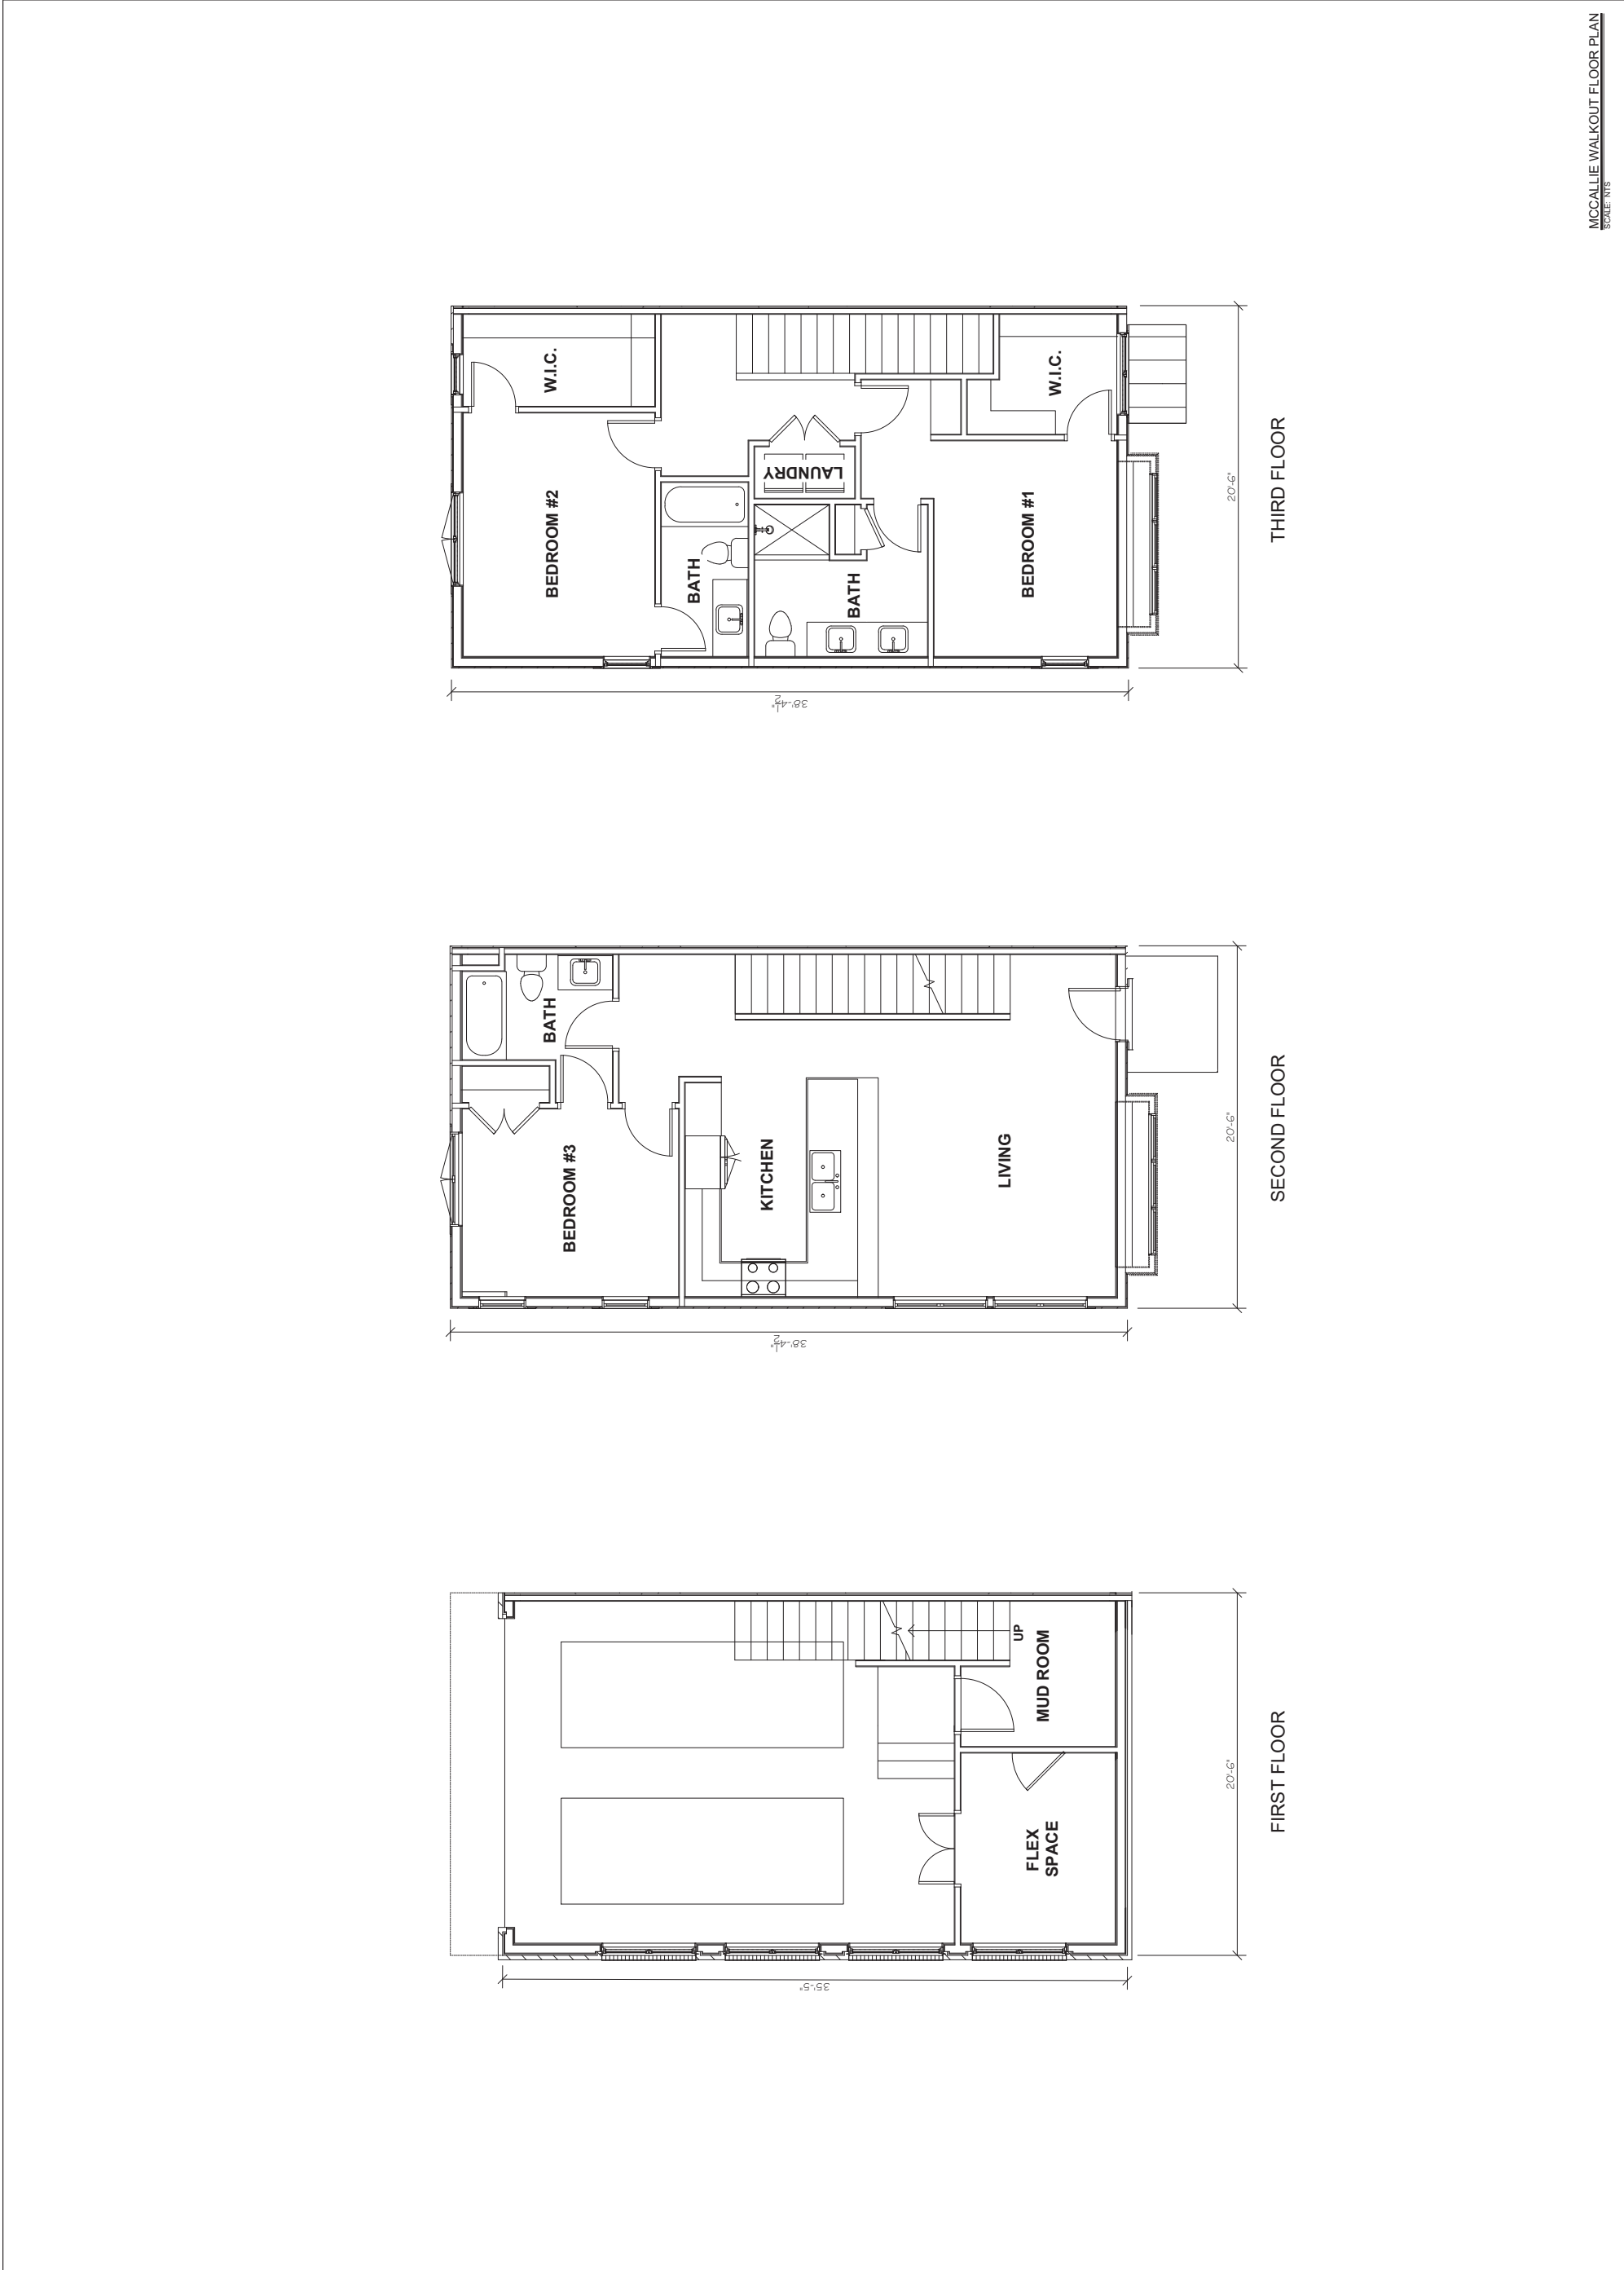 MCCALLIE WALKOUT FLOOR PLAN
SCALE: NTS
W.I.C.
W.I.C.
BEDROOM #2
LAUNDRY
BATH
BATH
BEDROOM #1
20'-6"
38'-4½"
THIRD FLOOR
BATH
BEDROOM #3
KITCHEN
LIVING
20'-6"
38'-4½"
SECOND FLOOR
UP
MUD ROOM
FLEX
SPACE
20'-6"
35'-5"
FIRST FLOOR